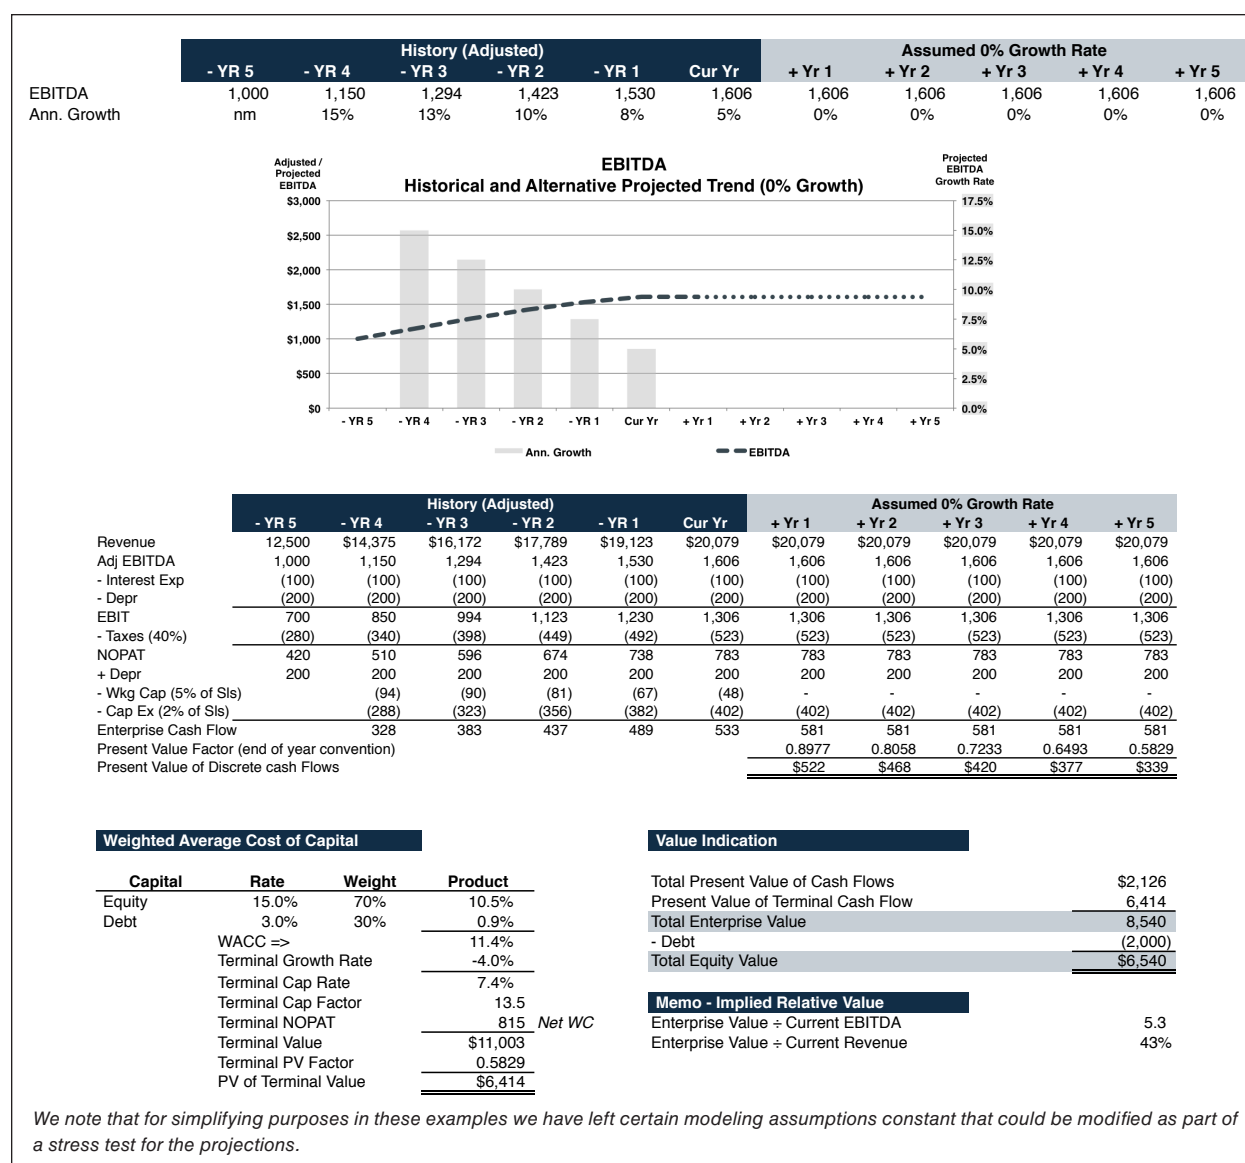 History (Adjusted) Assumed 0% Growth Rate
- YR 5 - YR 4 - YR 3 - YR 2 - YR 1 Cur Yr + Yr 1 + Yr 2 + Yr 3 + Yr 4 + Yr 5
EBITDA 1,000 1,150 1,294 1,423 1,530 1,606 1,606 1,606 1,606 1,606 1,606
Ann. Growth nm 15% 13% 10% 8% 5% 0% 0% 0% 0% 0%
Adjusted / Projected EBITDA
EBITDA
Historical and Alternative Projected Trend (0% Growth)
Projected EBITDA Growth Rate
$3,000 17.5%
$2,500 15.0%
$2,000 12.5%
$1,500 10.0%
$1,000 7.5%
$500 5.0%
$0 2.5%
0.0%
- YR 5 - YR 4 - YR 3 - YR 2 - YR 1 Cur Yr + Yr 1 + Yr 2 + Yr 3 + Yr 4 + Yr 5
Ann. Growth EBITDA
History (Adjusted) Assumed 0% Growth Rate
- YR 5 - YR 4 - YR 3 - YR 2 - YR 1 Cur Yr + Yr 1 + Yr 2 + Yr 3 + Yr 4 + Yr 5
Revenue 12,500 $14,375 $16,172 $17,789 $19,123 $20,079 $20,079 $20,079 $20,079 $20,079 $20,079
Adj EBITDA 1,000 1,150 1,294 1,423 1,530 1,606 1,606 1,606 1,606 1,606 1,606
- Interest Exp (100) (100) (100) (100) (100) (100) (100) (100) (100) (100) (100)
- Depr (200) (200) (200) (200) (200) (200) (200) (200) (200) (200) (200)
EBIT 700 850 994 1,123 1,230 1,306 1,306 1,306 1,306 1,306 1,306
- Taxes (40%) (280) (340) (398) (449) (492) (523) (523) (523) (523) (523) (523)
NOPAT 420 510 596 674 738 783 783 783 783 783 783
+ Depr 200 200 200 200 200 200 200 200 200 200 200
- Wkg Cap (5% of Sls) (94) (90) (81) (67) (48) - - - - -
- Cap Ex (2% of Sls) (288) (323) (356) (382) (402) (402) (402) (402) (402) (402)
Enterprise Cash Flow 328 383 437 489 533 581 581 581 581 581
Present Value Factor (end of year convention) 0.8977 0.8058 0.7233 0.6493 0.5829
Present Value of Discrete cash Flows $522 $468 $420 $377 $339
Weighted Average Cost of Capital
Capital Rate Weight Product
Equity 15.0% 70% 10.5%
Debt 3.0% 30% 0.9%
WACC => 11.4%
Terminal Growth Rate -4.0%
Terminal Cap Rate 7.4%
Terminal Cap Factor 13.5
Terminal NOPAT 815 Net WC
Terminal Value $11,003
Terminal PV Factor 0.5829
PV of Terminal Value $6,414
Value Indication
Total Present Value of Cash Flows $2,126
Present Value of Terminal Cash Flow 6,414
Total Enterprise Value 8,540
- Debt (2,000)
Total Equity Value $6,540
Memo - Implied Relative Value
Enterprise Value ÷ Current EBITDA 5.3
Enterprise Value ÷ Current Revenue 43%
We note that for simplifying purposes in these examples we have left certain modeling assumptions constant that could be modified as part of
a stress test for the projections.